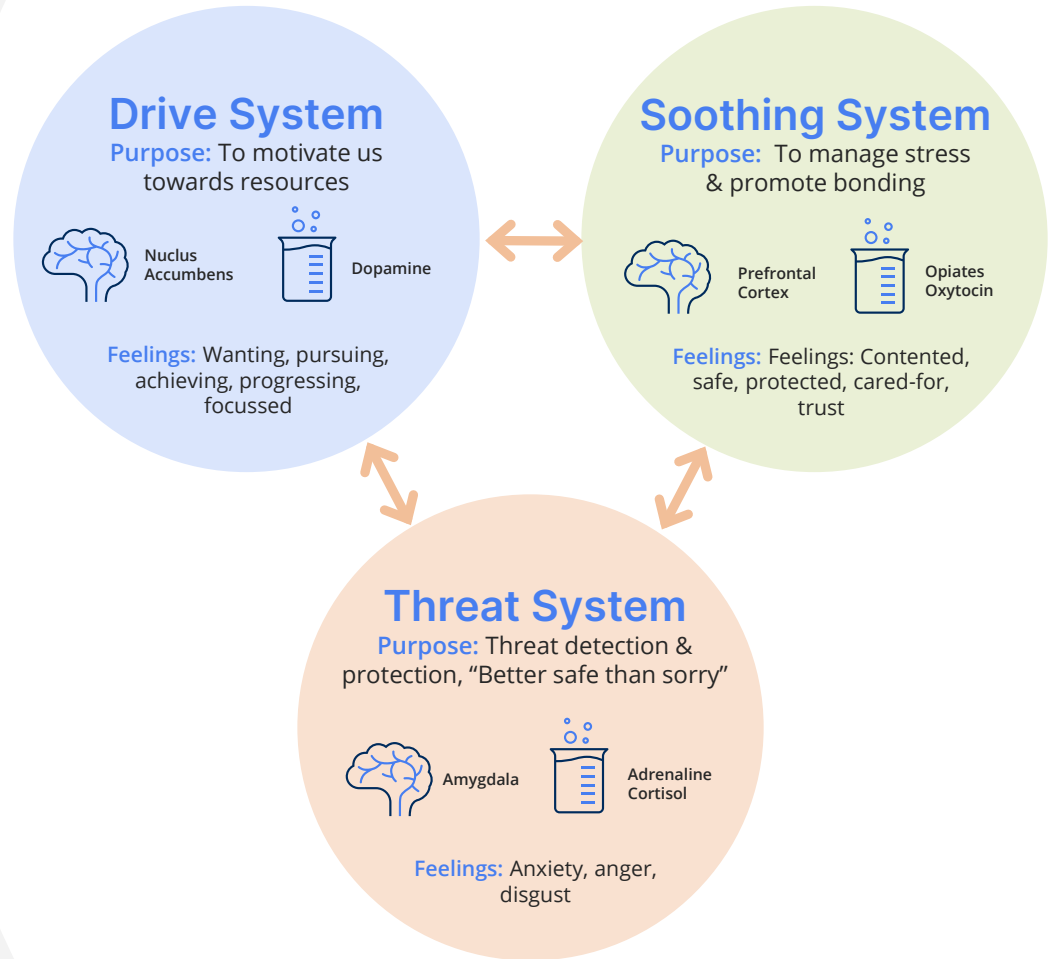 Drive System
Purpose: To motivate us
towards resources
Nuclus
Accumbens
Dopamine
Feelings: Wanting, pursuing,
achieving, progressing,
focussed
Soothing System
Purpose: To manage stress
& promote bonding
Prefrontal
Cortex
Opiates
Oxytocin
Feelings: Feelings: Contented,
safe, protected, cared-for,
trust
Threat System
Purpose: Threat detection &
protection, “Better safe than sorry”
Amygdala
Adrenaline
Cortisol
Feelings: Anxiety, anger,
disgust